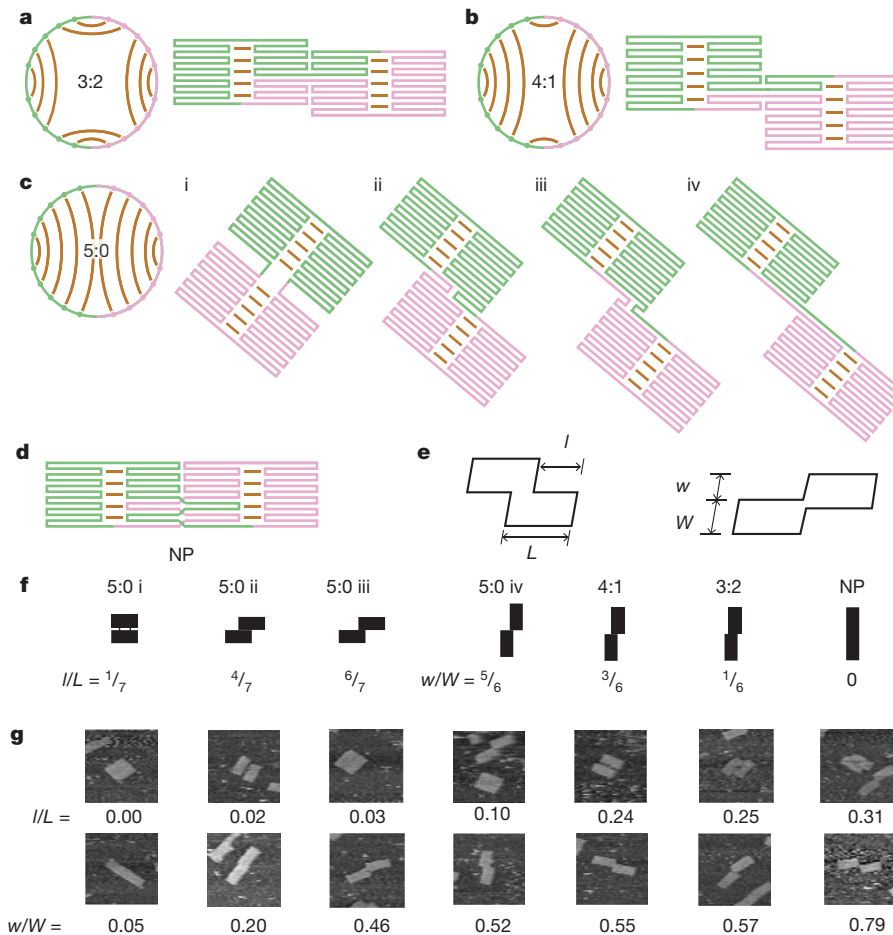 a
3:2
b
4:1
c
5:0
i
ii
iii
iv
d
NP
e
l
L
w
W
f
5:0 i
5:0 ii
5:0 iii
5:0 iv
4:1
3:2
NP
l/L = 1/7
4/7
6/7
w/W = 5/6
3/6
1/6
0
g
l/L = 0.00 0.02 0.03 0.10 0.24 0.25 0.31
w/W = 0.05 0.20 0.46 0.52 0.55 0.57 0.79